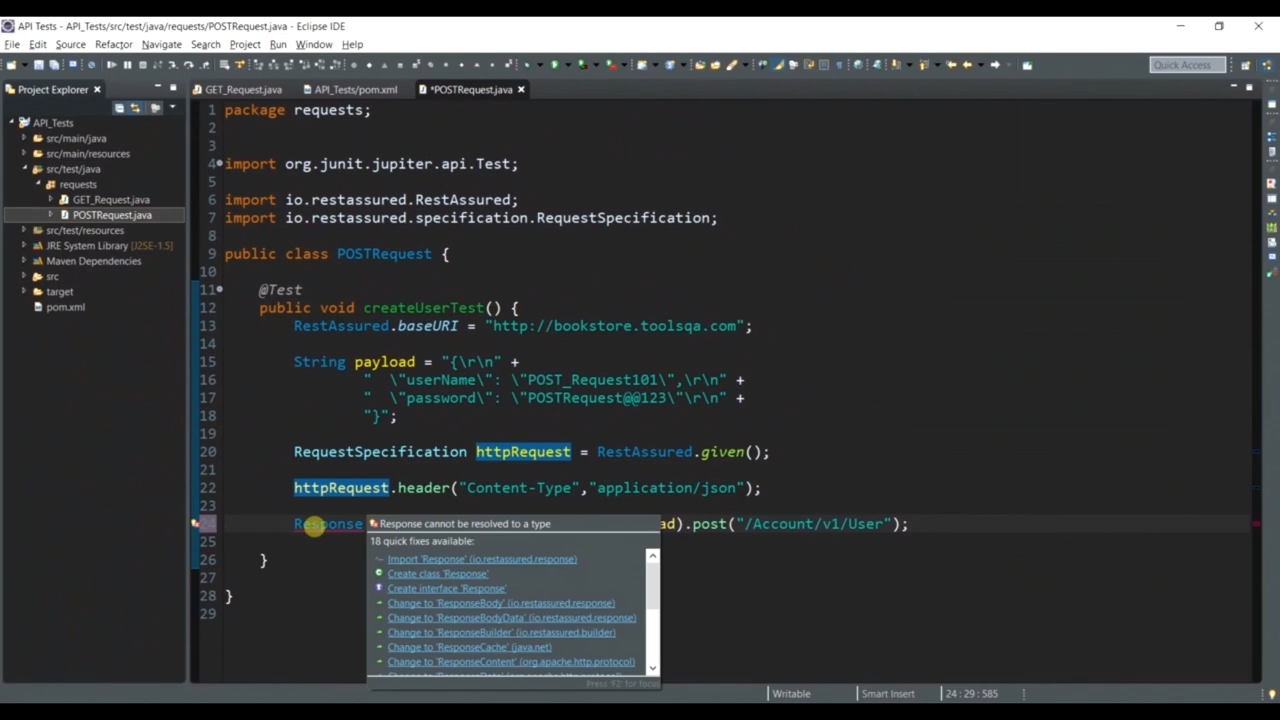 API Tests - API_Tests/src/test/java/requests/POSTRequest.java - Eclipse IDE
File Edit Source Refactor Navigate Search Project Run Window Help
Quick Access
Project Explorer
GET_Request.java API_Tests/pom.xml *POSTRequest.java
API_Tests
src/main/java
src/main/resources
src/test/java
requests
GET_Request.java
POSTRequest.java
src/test/resources
JRE System Library [J2SE-1.5]
Maven Dependencies
src
target
pom.xml
1 package requests;
2
3
4 import org.junit.jupiter.api.Test;
5
6 import io.restassured.RestAssured;
7 import io.restassured.specification.RequestSpecification;
8
9 public class POSTRequest {
10
11 @Test
12 public void createUserTest() {
13 RestAssured.baseURI = "http://bookstore.toolsqa.com";
14
15 String payload = "{\r\n" +
16 "  \"userName\": \"POST_Request101\",\r\n" +
17 "  \"password\": \"POSTRequest@@123\"\r\n" +
18 "}";
19
20 RequestSpecification httpRequest = RestAssured.given();
21
22 httpRequest.header("Content-Type","application/json");
23
24 Response ad).post("/Account/v1/User");
25
26 }
27
28 }
29
Response cannot be resolved to a type
18 quick fixes available:
Import 'Response' (io.restassured.response)
Create class 'Response'
Create interface 'Response'
Change to 'ResponseBody' (io.restassured.response)
Change to 'ResponseBodyData' (io.restassured.response)
Change to 'ResponseBuilder' (io.restassured.builder)
Change to 'ResponseCache' (java.net)
Change to 'ResponseContent' (org.apache.http.protocol)
Press 'F2' for focus
Writable Smart Insert 24 : 29 : 585